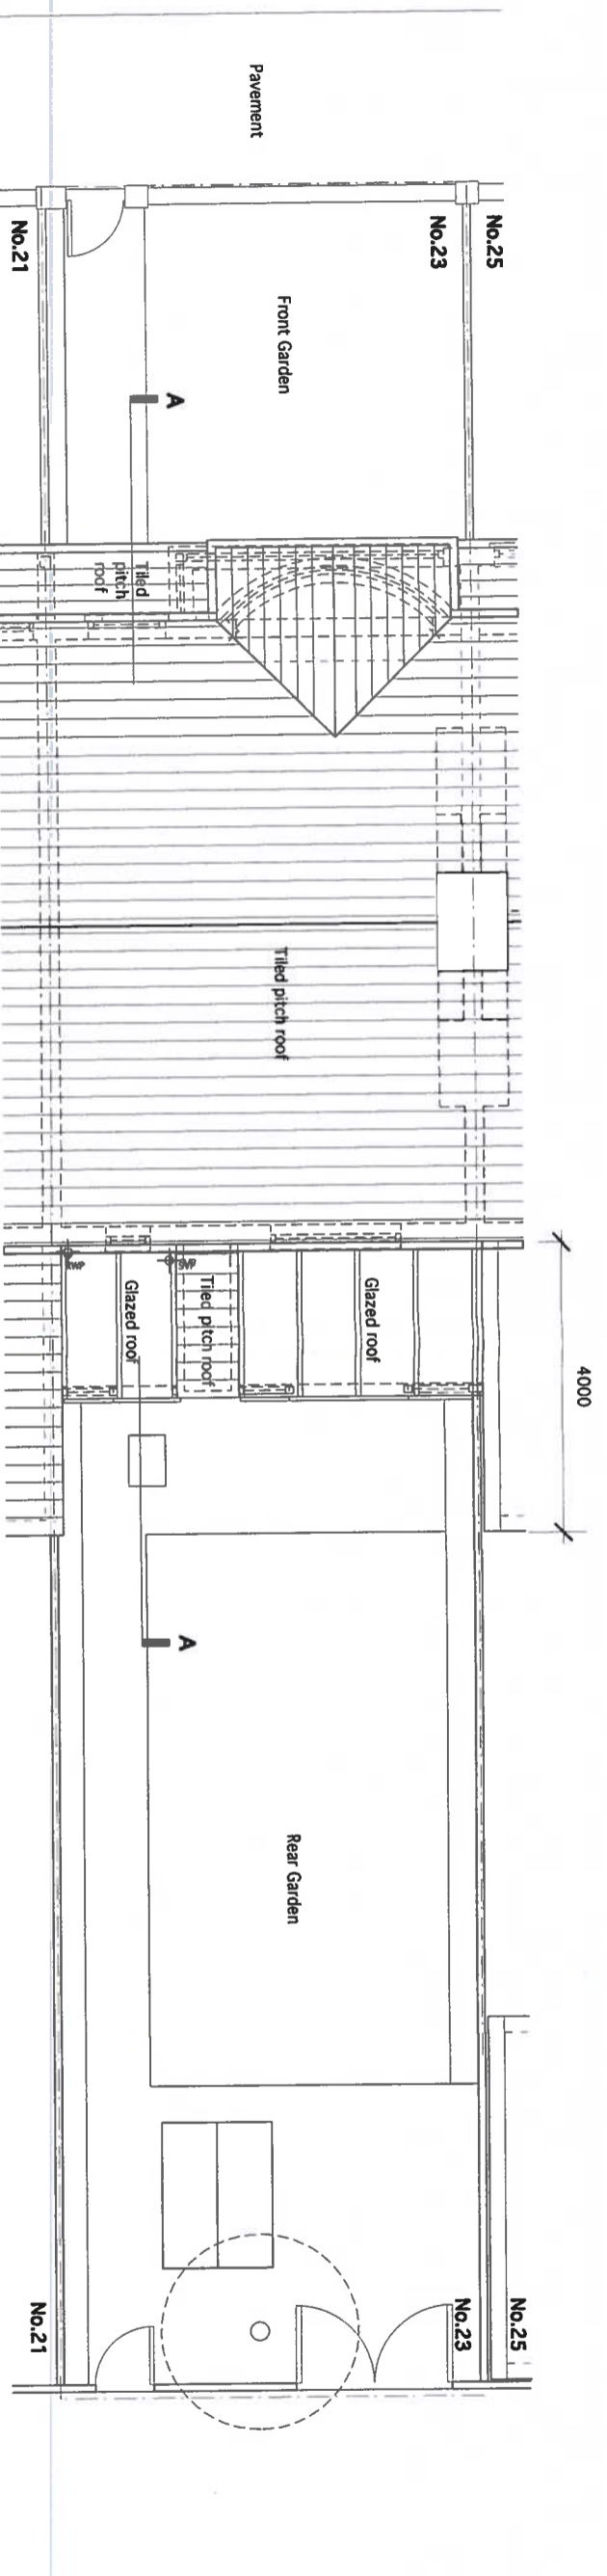 Pavement
No.21
No.23
No.25
Front Garden
A
Tiled
pitch
roof
Tiled pitch roof
RWP
SVP
Glazed roof
Tiled pitch roof
Glazed roof
4000
A
Rear Garden
No.21
No.23
No.25